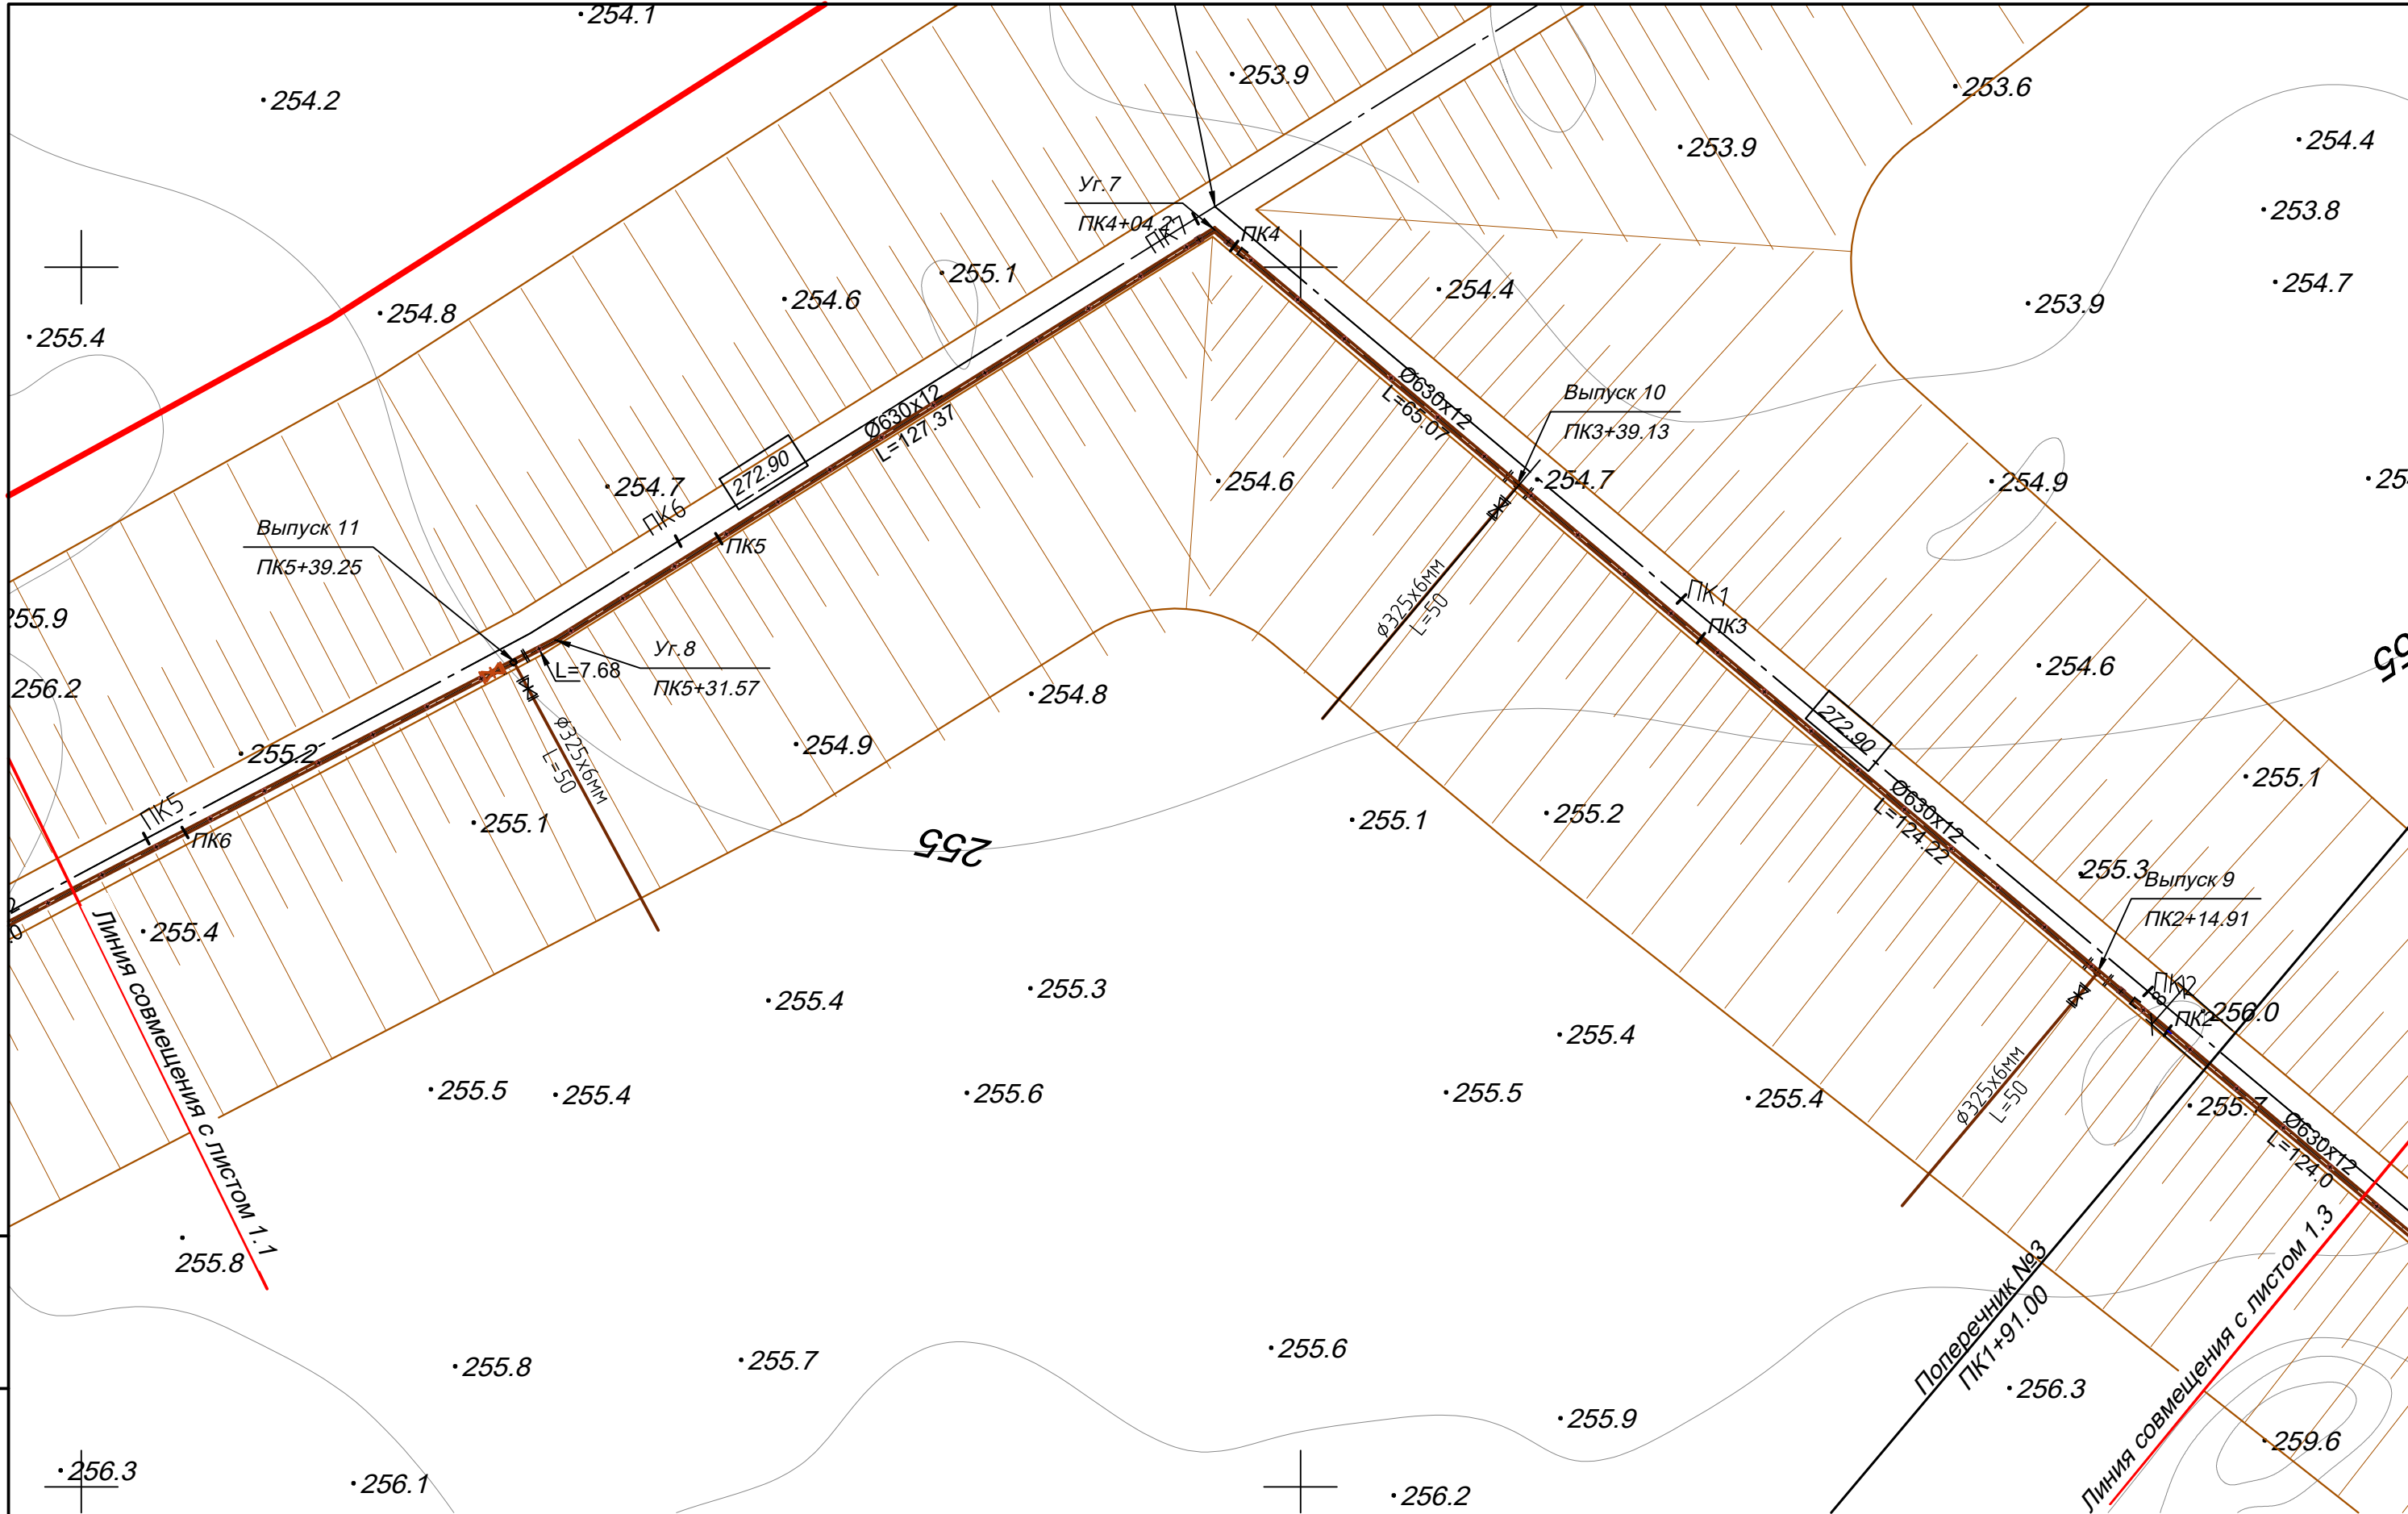 254.1
254.2
253.9
253.6
253.9
254.4
253.8
254.7
253.9
Уг.7
ПК4+04.2
ПК7
ПК4
255.1
254.6
254.8
255.4
254.4
Ø630x12
L=127.37
272.90
Ø630x12
L=65.07
Выпуск 10
ПК3+39.13
254.7
254.6
254.7
254.9
ПК6
ПК5
Выпуск 11
ПК5+39.25
255.9
256.2
Уг.8
ПК5+31.57
L=7.68
ϕ325x6мм
L=50
254.8
254.9
ϕ325x6мм
L=50
ПК1
ПК3
254.6
272.90
255.1
255.2
ПК5
ПК6
255.1
255
255.1
255.2
Ø630x12
L=124.22
255.3
Выпуск 9
ПК2+14.91
255.4
Линия совмещения с листом 1.1
255.4
255.3
255.4
ПК2
ПК2
256.0
255.5
255.4
255.6
255.5
255.4
255.7
ϕ325x6мм
L=50
Ø630x12
L=124.0
255.8
Поперечник №3
ПК1+91.00
Линия совмещения с листом 1.3
255.8
255.7
255.6
256.3
255.9
259.6
256.3
256.1
256.2